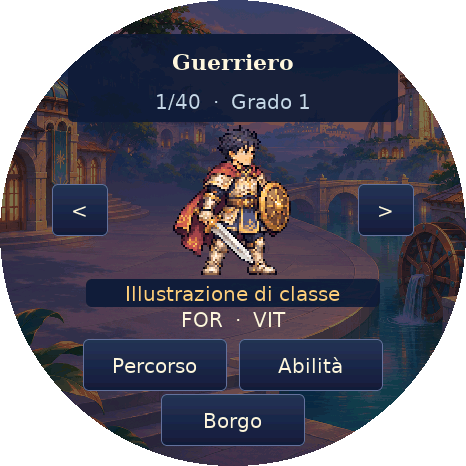 Guerriero
1/40 · Grado 1
<
>
Illustrazione di classe
FOR · VIT
Percorso
Abilità
Borgo